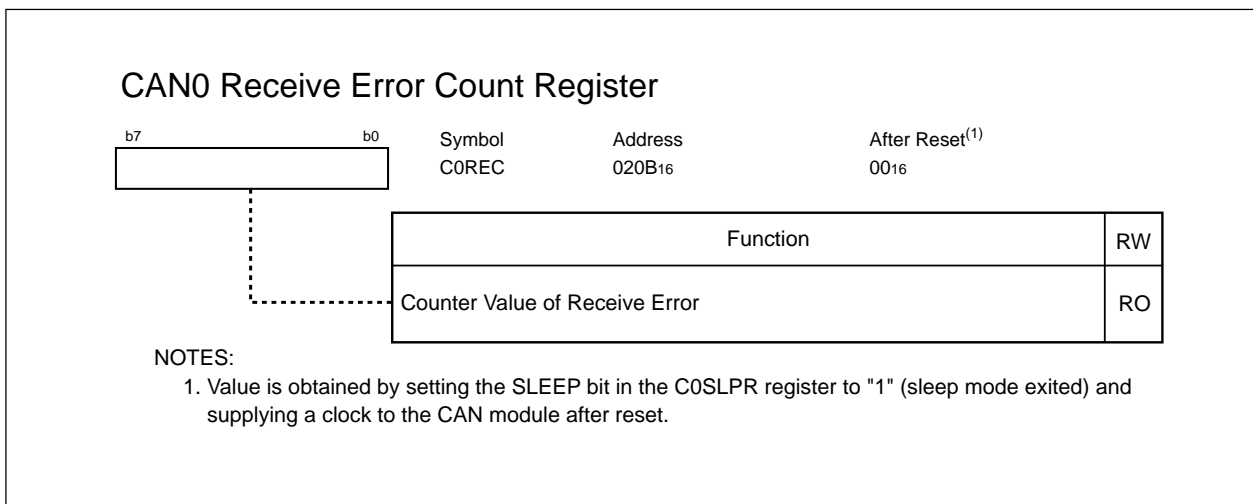 CAN0 Receive Error Count Register
b7 b0 Symbol Address After Reset(1)
C0REC 020B16 0016
Function RW
Counter Value of Receive Error RO
NOTES:
1. Value is obtained by setting the SLEEP bit in the C0SLPR register to "1" (sleep mode exited) and
supplying a clock to the CAN module after reset.